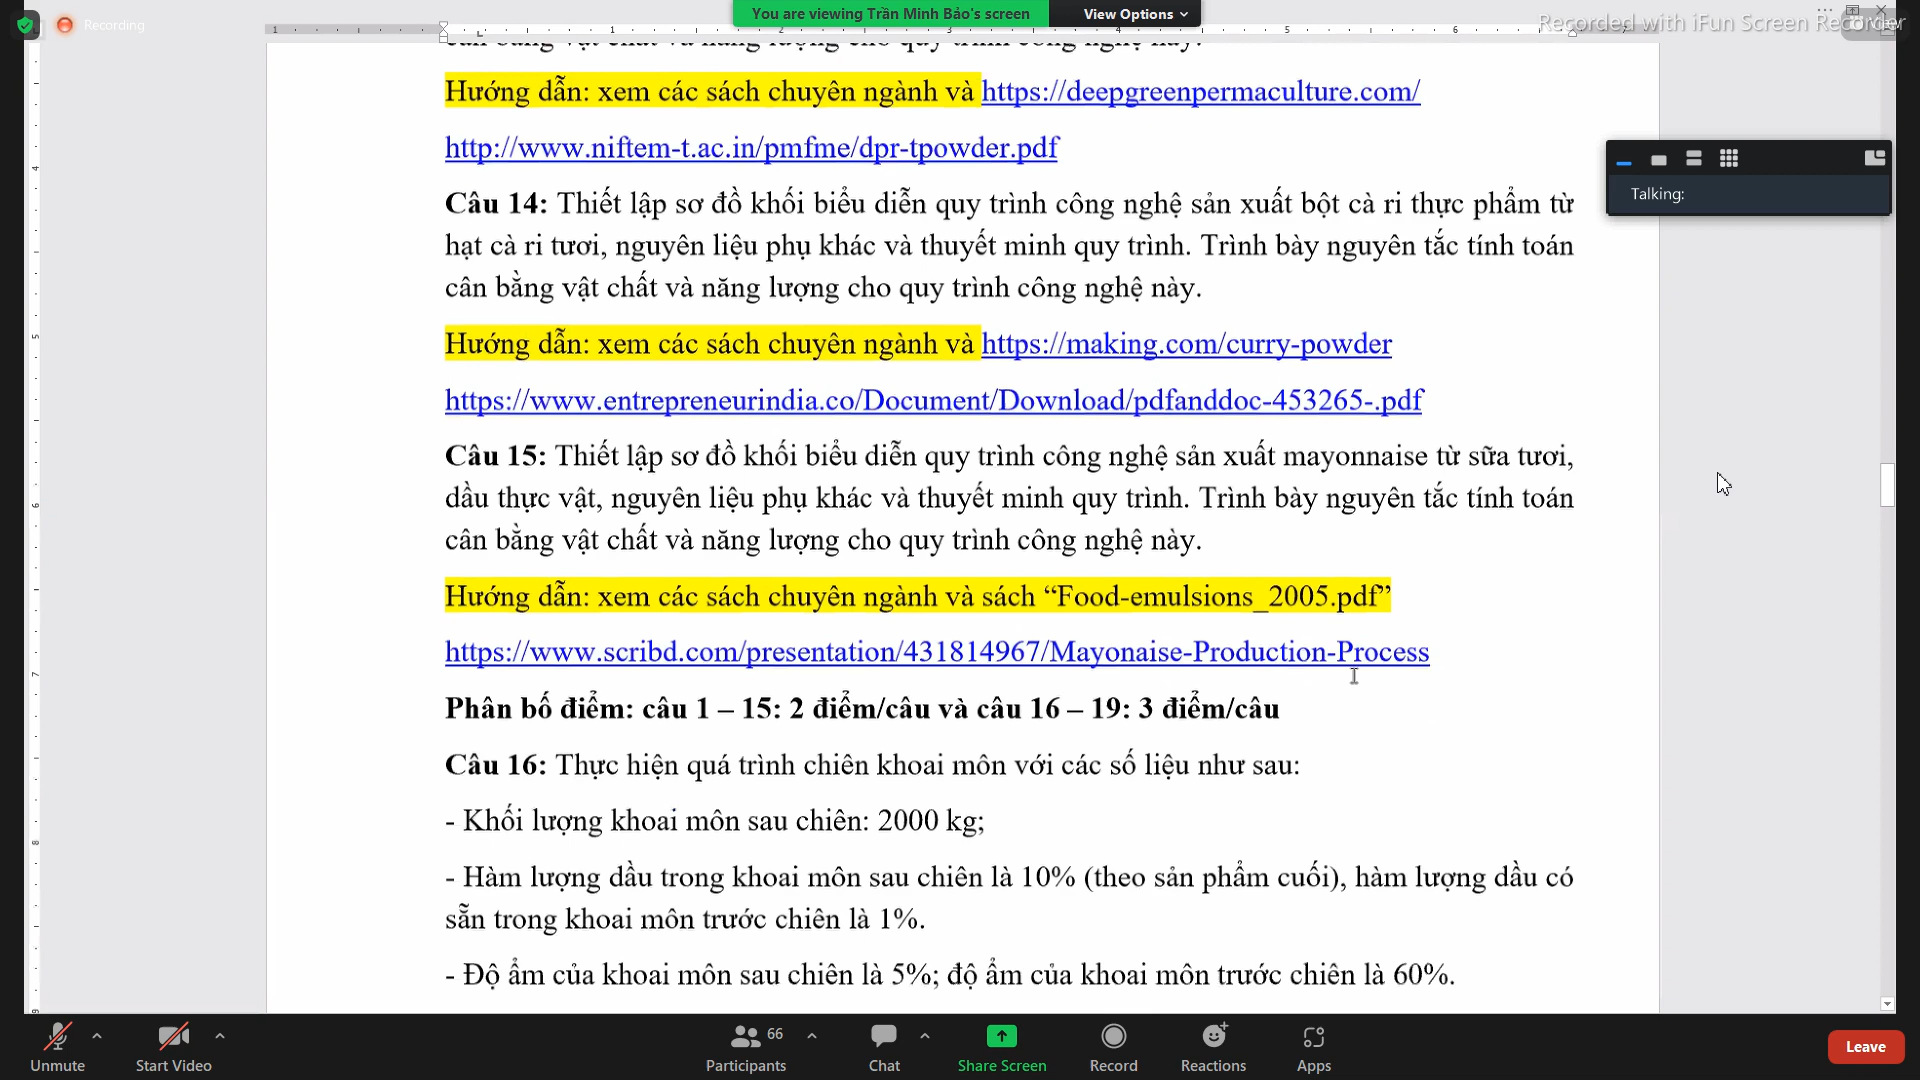 Recording
You are viewing Trần Minh Bảo's screen
View Options
Recorded with iFun Screen Recorder
cân bằng vật chất và năng lượng cho quy trình công nghệ này.
Hướng dẫn: xem các sách chuyên ngành và https://deepgreenpermaculture.com/
http://www.niftem-t.ac.in/pmfme/dpr-tpowder.pdf
Talking:
Câu 14: Thiết lập sơ đồ khối biểu diễn quy trình công nghệ sản xuất bột cà ri thực phẩm từ
hạt cà ri tươi, nguyên liệu phụ khác và thuyết minh quy trình. Trình bày nguyên tắc tính toán
cân bằng vật chất và năng lượng cho quy trình công nghệ này.
Hướng dẫn: xem các sách chuyên ngành và https://making.com/curry-powder
https://www.entrepreneurindia.co/Document/Download/pdfanddoc-453265-.pdf
Câu 15: Thiết lập sơ đồ khối biểu diễn quy trình công nghệ sản xuất mayonnaise từ sữa tươi,
dầu thực vật, nguyên liệu phụ khác và thuyết minh quy trình. Trình bày nguyên tắc tính toán
cân bằng vật chất và năng lượng cho quy trình công nghệ này.
Hướng dẫn: xem các sách chuyên ngành và sách “Food-emulsions_2005.pdf”
https://www.scribd.com/presentation/431814967/Mayonaise-Production-Process
Phân bố điểm: câu 1 – 15: 2 điểm/câu và câu 16 – 19: 3 điểm/câu
Câu 16: Thực hiện quá trình chiên khoai môn với các số liệu như sau:
- Khối lượng khoai môn sau chiên: 2000 kg;
- Hàm lượng dầu trong khoai môn sau chiên là 10% (theo sản phẩm cuối), hàm lượng dầu có
sẵn trong khoai môn trước chiên là 1%.
- Độ ẩm của khoai môn sau chiên là 5%; độ ẩm của khoai môn trước chiên là 60%.
Unmute
Start Video
66
Participants
Chat
Share Screen
Record
Reactions
Apps
Leave